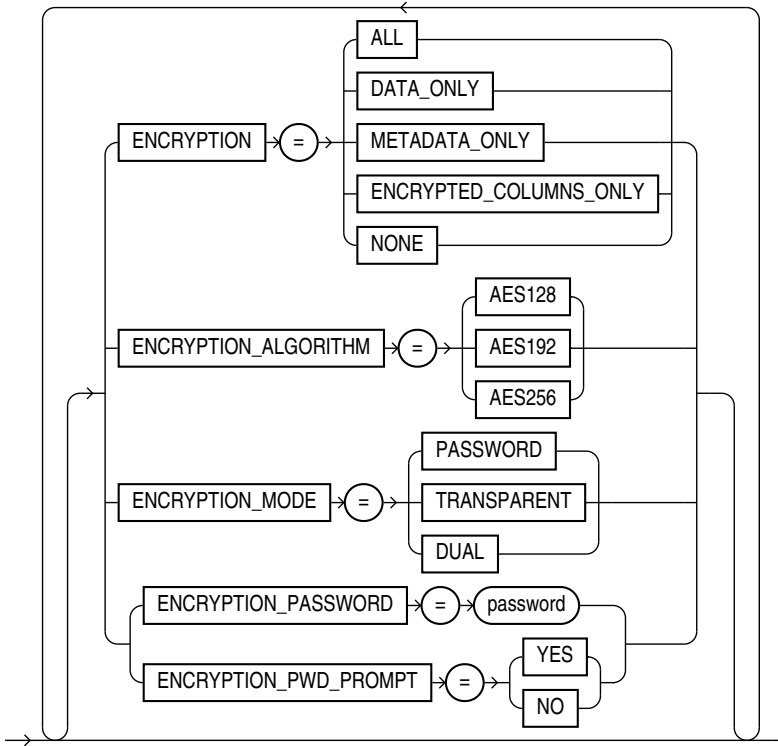 ALL
DATA_ONLY
ENCRYPTION = METADATA_ONLY
ENCRYPTED_COLUMNS_ONLY
NONE
AES128
ENCRYPTION_ALGORITHM = AES192
AES256
PASSWORD
ENCRYPTION_MODE = TRANSPARENT
DUAL
ENCRYPTION_PASSWORD = password
YES
ENCRYPTION_PWD_PROMPT =
NO